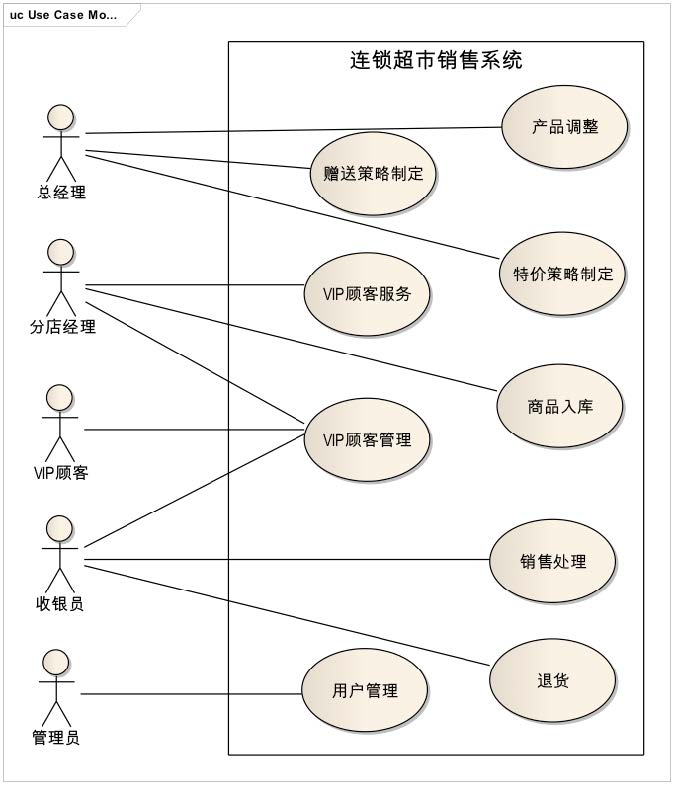 uc Use Case Mo...
连锁超市销售系统
产品调整
赠送策略制定
总经理
特价策略制定
VIP顾客服务
分店经理
商品入库
VIP顾客管理
VIP顾客
销售处理
收银员
退货
用户管理
管理员